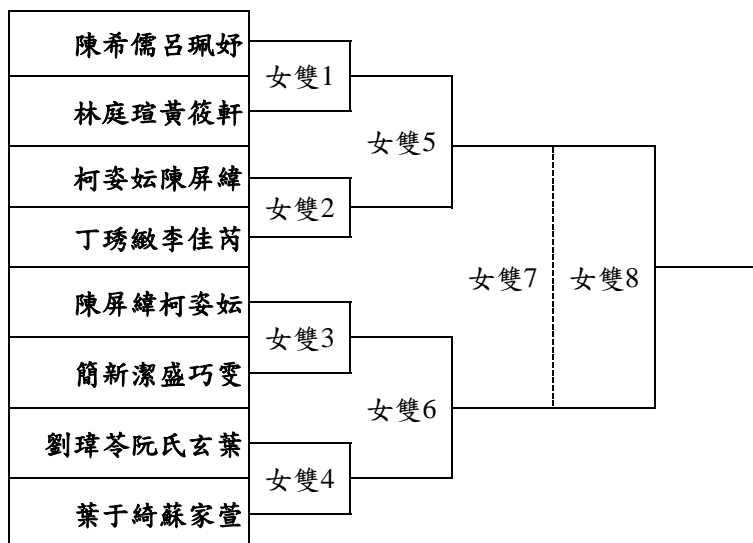 陳希儒呂珮妤
女雙1
林庭瑄黃筱軒
女雙5
柯姿妘陳屏緯
女雙2
丁琇緻李佳芮
女雙7
女雙8
陳屏緯柯姿妘
女雙3
簡新潔盛巧雯
女雙6
劉瑋苓阮氏玄葉
女雙4
葉于綺蘇家萱